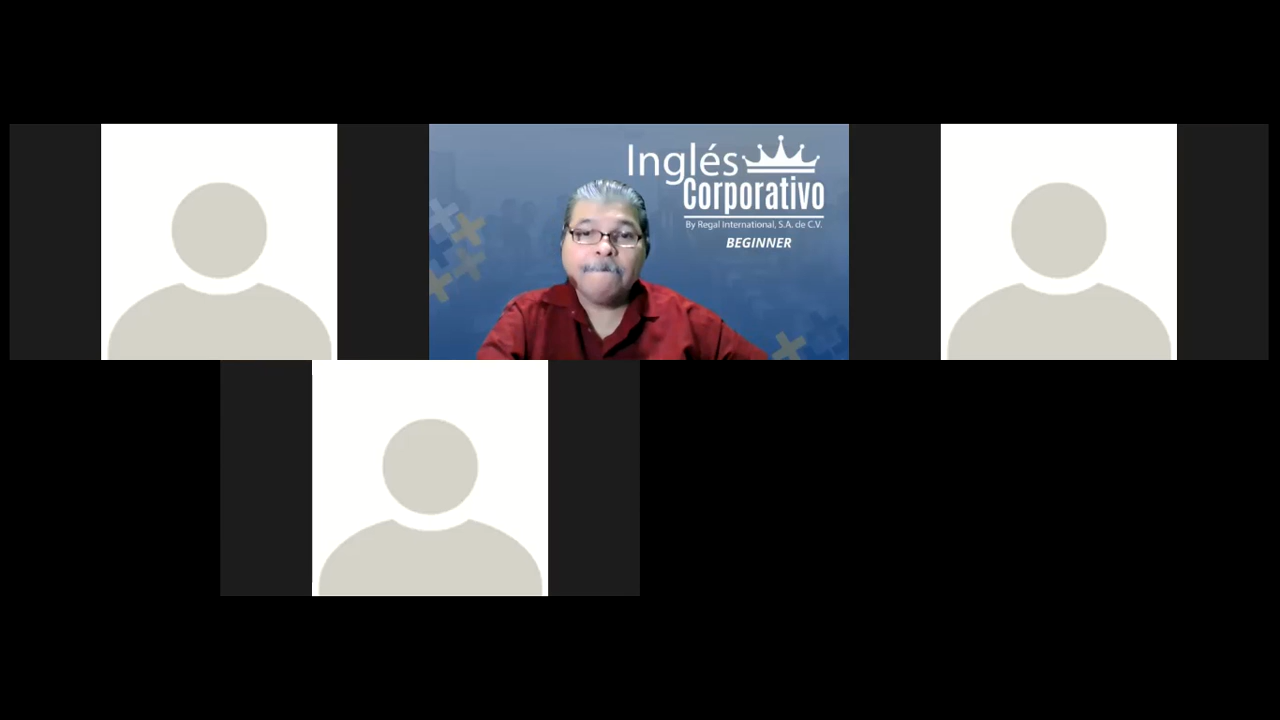 Inglés
Corporativo
By Regal International, S.A. de C.V.
BEGINNER